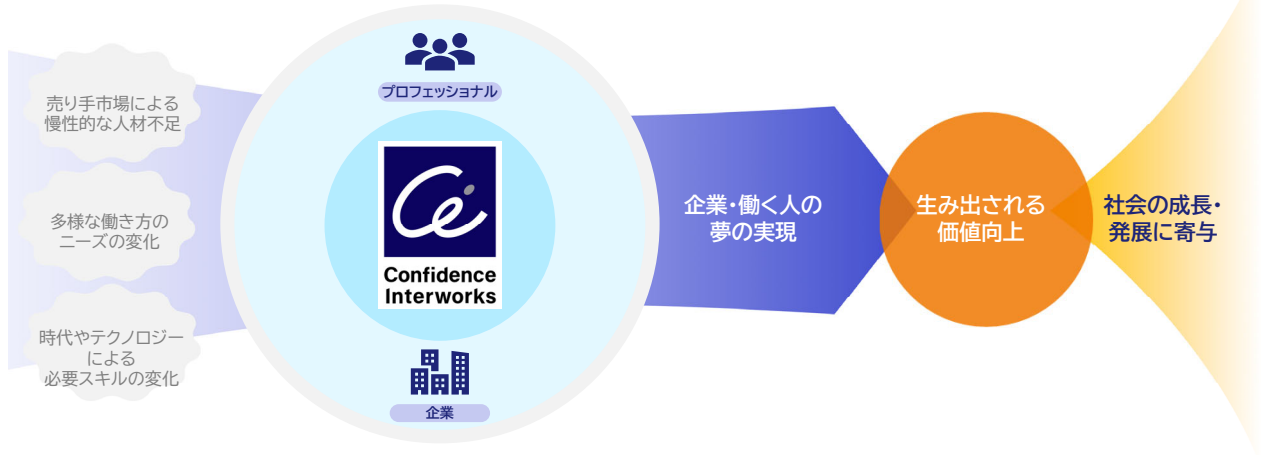 売り手市場による
慢性的な人材不足
多様な働き方の
ニーズの変化
時代やテクノロジー
による
必要スキルの変化
プロフェッショナル
Ci
Confidence
Interworks
企業
企業・働く人の
夢の実現
生み出される
価値向上
社会の成長・
発展に寄与